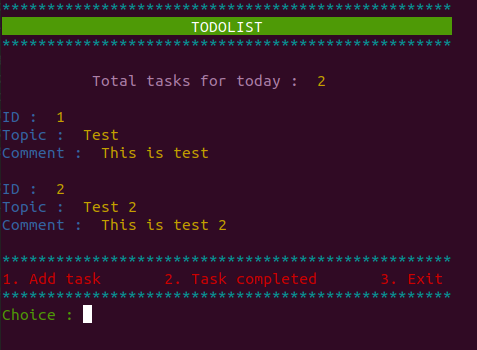 **************************************************
TODOLIST
**************************************************
Total tasks for today :  2
ID :  1
Topic :  Test
Comment :  This is test
ID :  2
Topic :  Test 2
Comment :  This is test 2
**************************************************
1. Add task       2. Task completed       3. Exit
**************************************************
Choice :